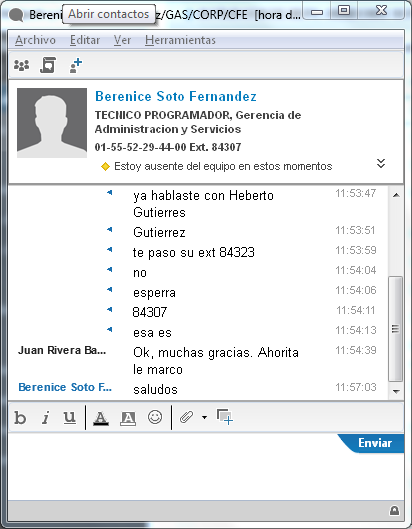 Bereni
Abrir contactos
z/GAS/CORP/CFE [hora d...
Archivo Editar Ver Herramientas
Berenice Soto Fernandez
TECNICO PROGRAMADOR, Gerencia de
Administracion y Servicios
01-55-52-29-44-00 Ext. 84307
Estoy ausente del equipo en estos momentos
ya hablaste con Heberto 11:53:47
Gutierres
Gutierrez 11:53:51
te paso su ext 84323 11:53:59
no 11:54:04
esperra 11:54:06
84307 11:54:11
esa es 11:54:13
Juan Rivera Ba... Ok, muchas gracias. Ahorita 11:54:39
le marco
Berenice Soto F... saludos 11:57:03
b i u A A
Enviar